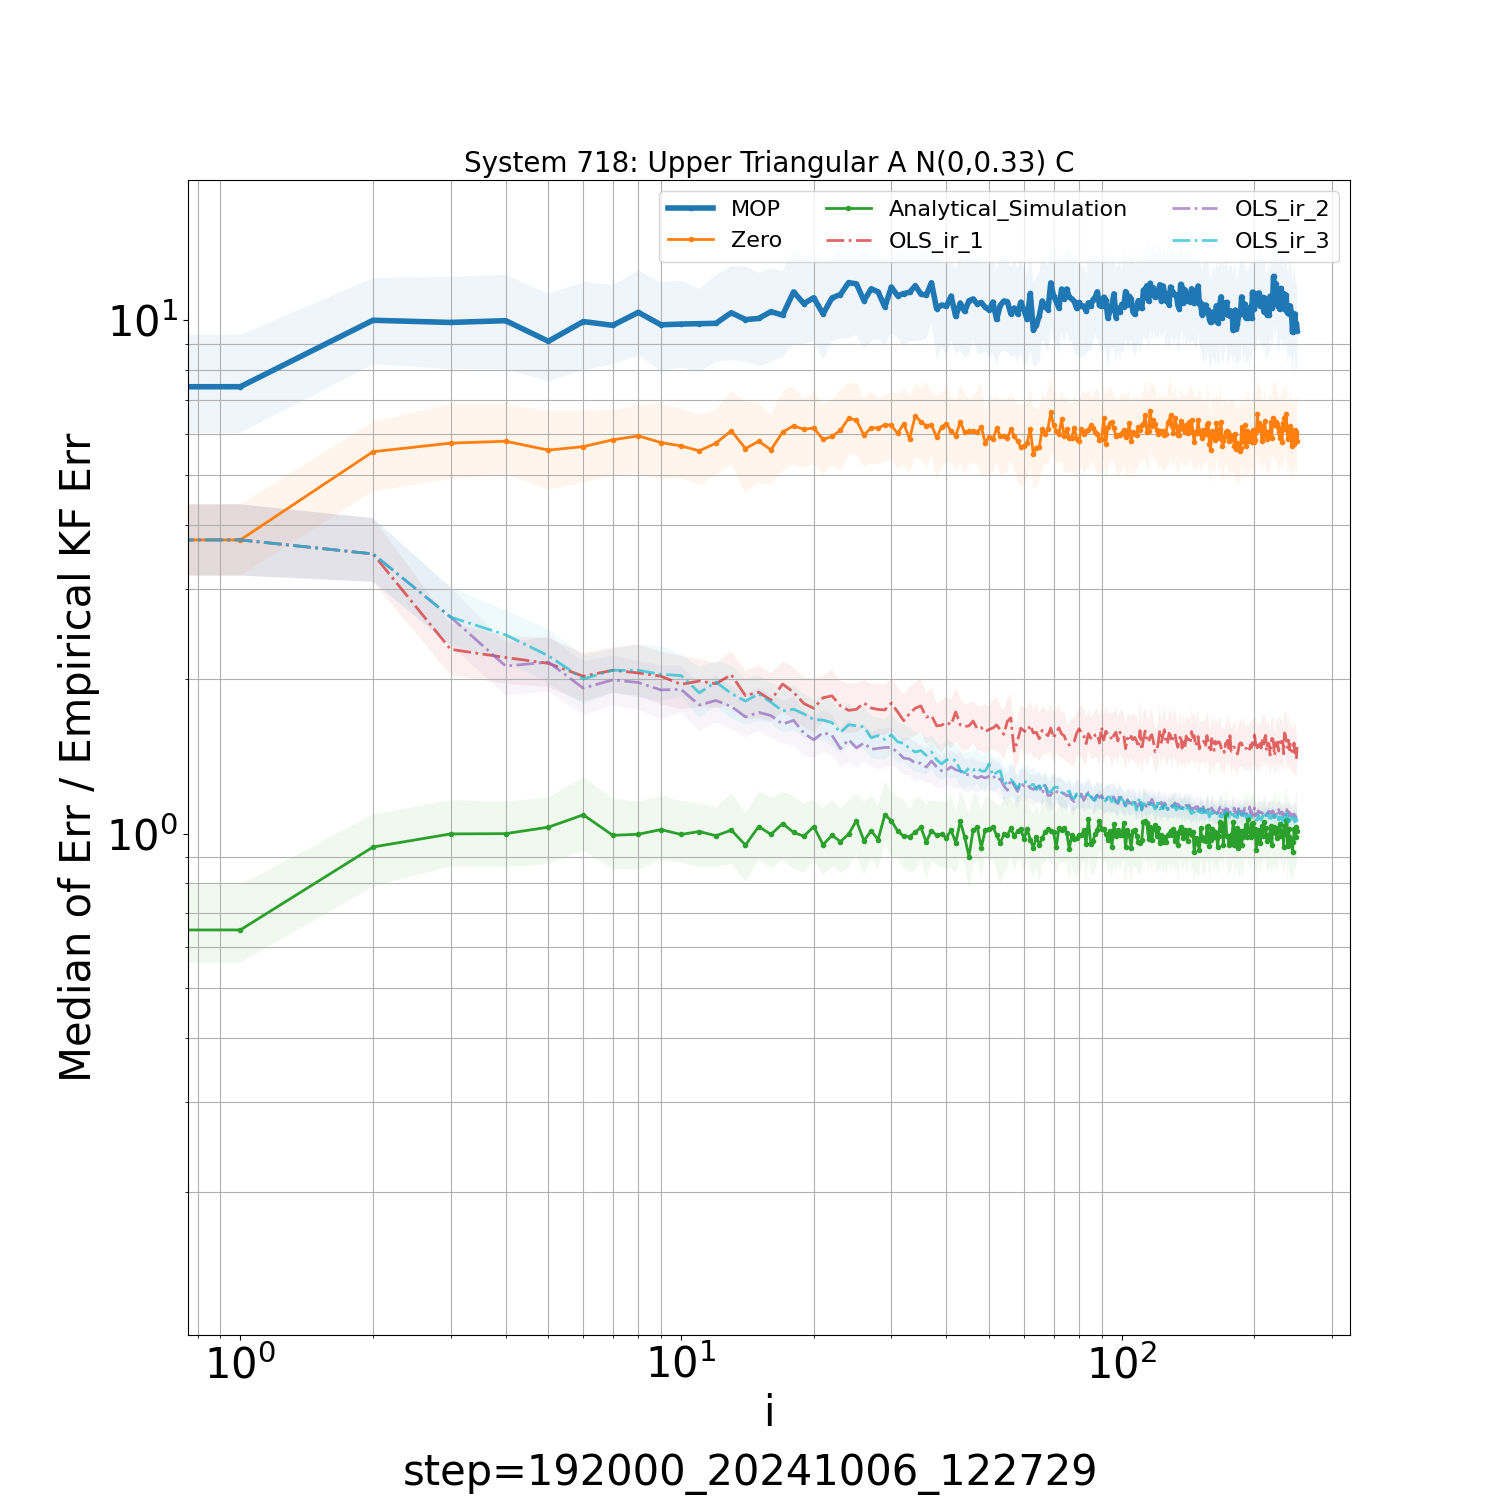 System 718: Upper Triangular A N(0,0.33) C
MOP
Zero
Analytical_Simulation
OLS_ir_1
OLS_ir_2
OLS_ir_3
Median of Err / Empirical KF Err
10¹
10⁰
10⁰
10¹
10²
i
step=192000_20241006_122729